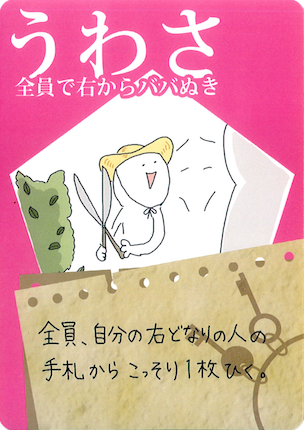 うわさ
全員で右からババぬき
全員、自分の右どなりの人の
手札からこっそり1枚ひく。